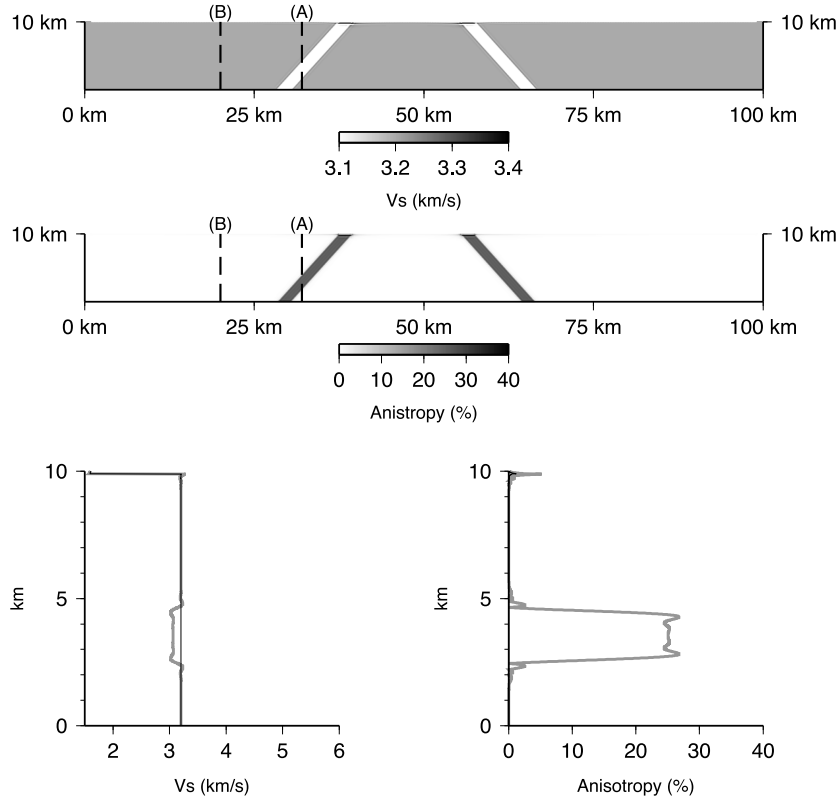 (B) (A)
10 km 10 km
0 km 25 km 50 km 75 km 100 km
3.1 3.2 3.3 3.4
Vs (km/s)
(B) (A)
10 km 10 km
0 km 25 km 50 km 75 km 100 km
0 10 20 30 40
Anistropy (%)
10 10
km km
5 5
0 0
2 3 4 5 6 0 10 20 30 40
Vs (km/s) Anisotropy (%)